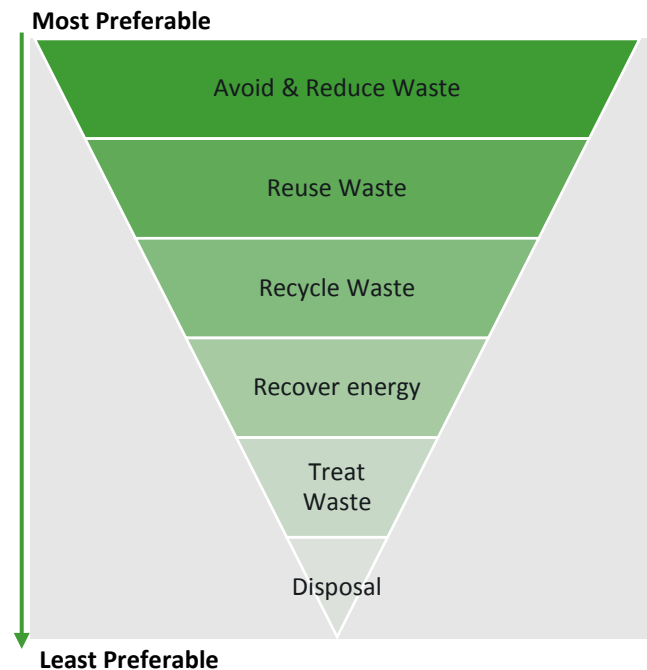 Most Preferable
Avoid & Reduce Waste
Reuse Waste
Recycle Waste
Recover energy
Treat
Waste
Disposal
Least Preferable